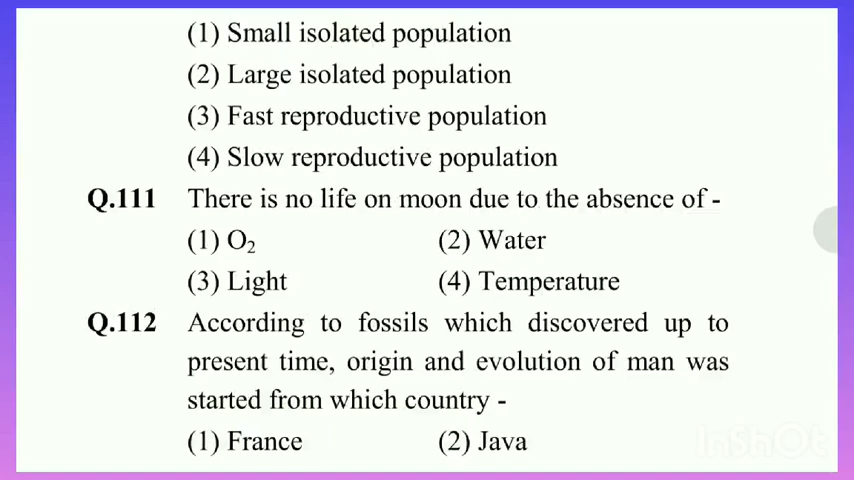 (1) Small isolated population
(2) Large isolated population
(3) Fast reproductive population
(4) Slow reproductive population
Q.111 There is no life on moon due to the absence of -
(1) O₂ (2) Water
(3) Light (4) Temperature
Q.112 According to fossils which discovered up to
present time, origin and evolution of man was
started from which country -
(1) France (2) Java
InShOt